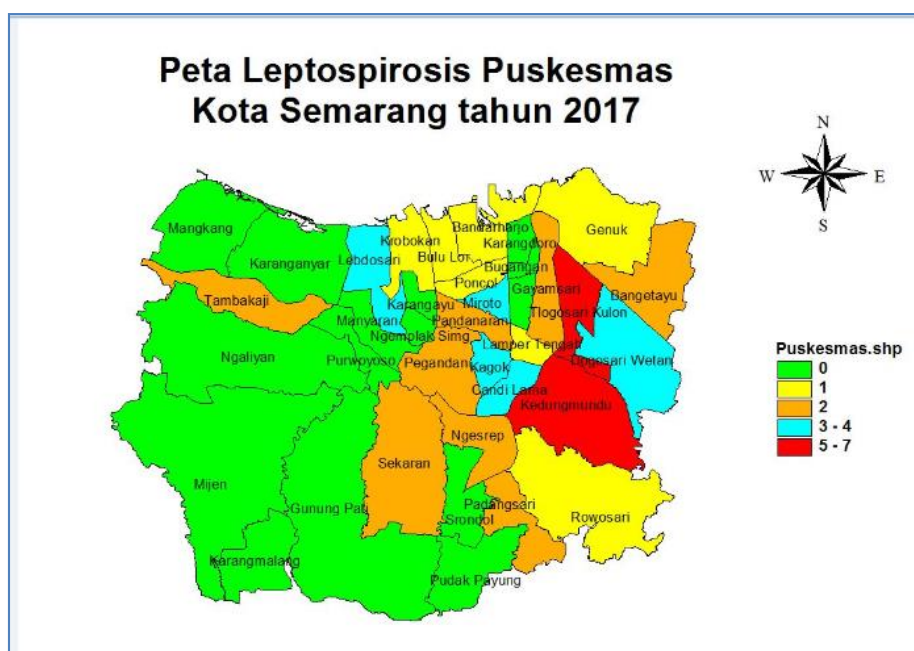 Peta Leptospirosis Puskesmas
Kota Semarang tahun 2017
N
W
E
S
Mangkang
Karanganyar
Lebdosari
Krobokan
Bulu Lor
Bandarharjo
Karangdoro
Genuk
Bugangan
Poncol
Tambakaji
Karangayu
Miroto
Gayamsari
Bangetayu
Tlogosari Kulon
Manyaran
Pandanaran
Ngemplak Simg
Lamper Tengah
Ngaliyan
Purwoyoso
Pegandan
Kagok
Candi Lama
Kedungmundu
Ngesrep
Sekaran
Mijen
Gunung Pati
Padangsari
Srondol
Rowosari
Karangmalang
Pudak Payung
Puskesmas.shp
0
1
2
3 - 4
5 - 7